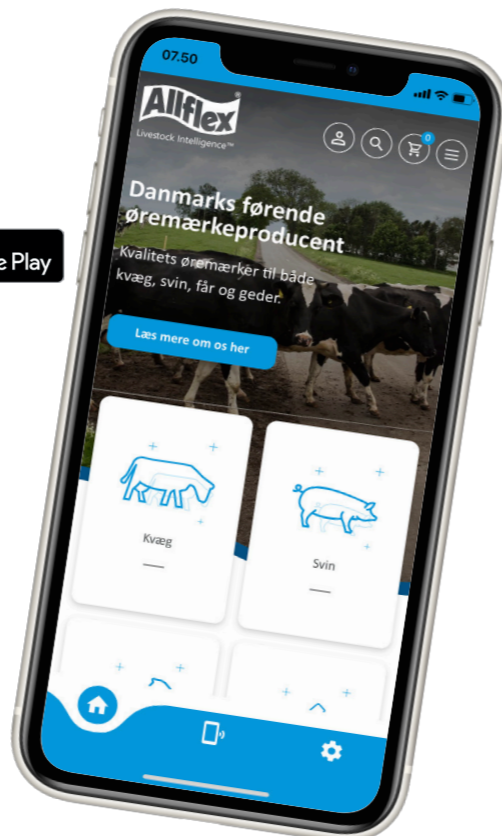 07.50
Allflex®
Livestock Intelligence™
0
Danmarks førende
øremærkeproducent
Kvalitets øremærker til både
kvæg, svin, får og geder.
Læs mere om os her
e Play
Kvæg
Svin